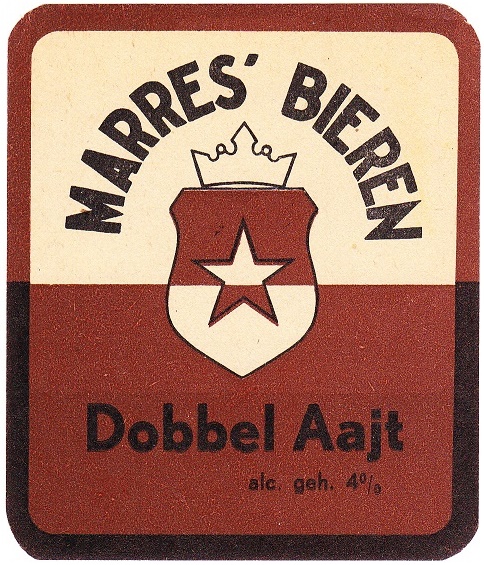 MARRES' BIEREN
Dobbel Aajt
alc. geh. 4%